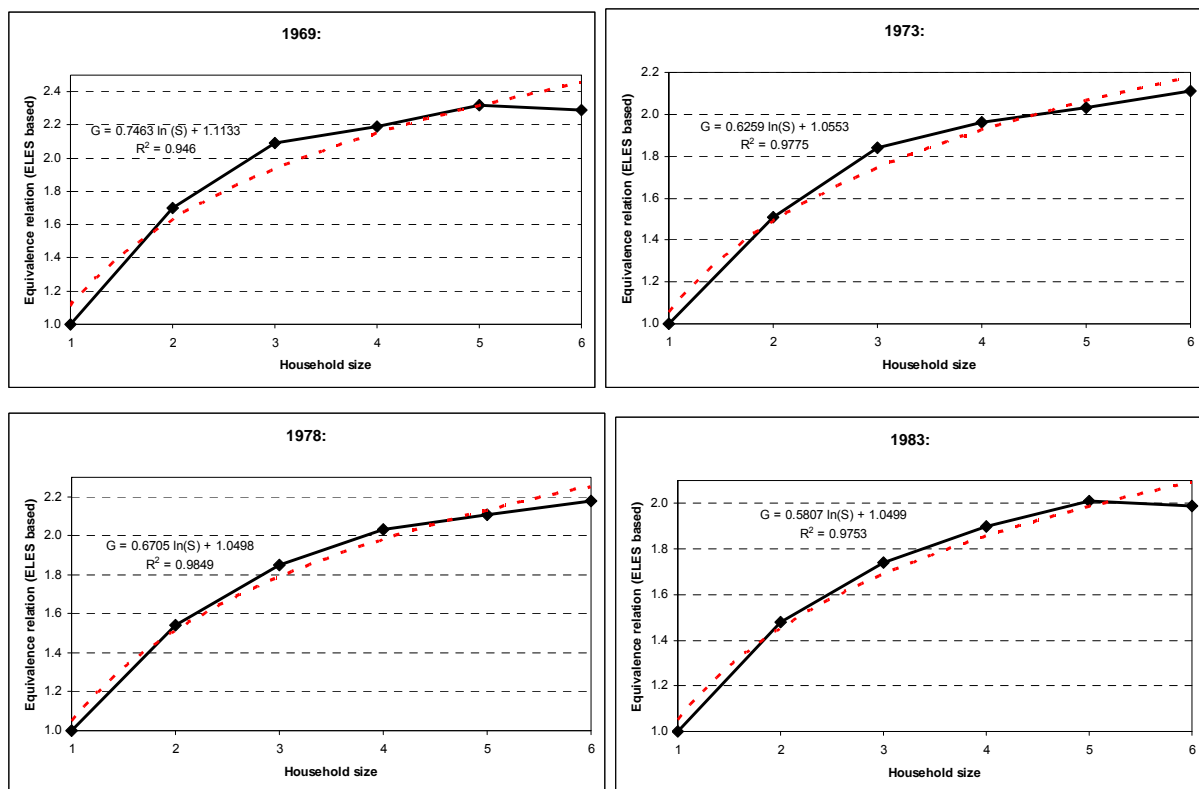 1969:
Equivalence relation (ELES based)
2.4
2.2
2.0
1.8
1.6
1.4
1.2
1.0
G = 0.7463 ln (S) + 1.1133
R² = 0.946
1 2 3 4 5 6
Household size
1973:
Equivalence relation (ELES based)
2.2
2.0
1.8
1.6
1.4
1.2
1.0
G = 0.6259 ln(S) + 1.0553
R² = 0.9775
1 2 3 4 5 6
Household size
1978:
Equivalence relation (ELES based)
2.2
2.0
1.8
1.6
1.4
1.2
1.0
G = 0.6705 ln(S) + 1.0498
R² = 0.9849
1 2 3 4 5 6
Household size
1983:
Equivalence relation (ELES based)
2.0
1.8
1.6
1.4
1.2
1.0
G = 0.5807 ln(S) + 1.0499
R² = 0.9753
1 2 3 4 5 6
Household size